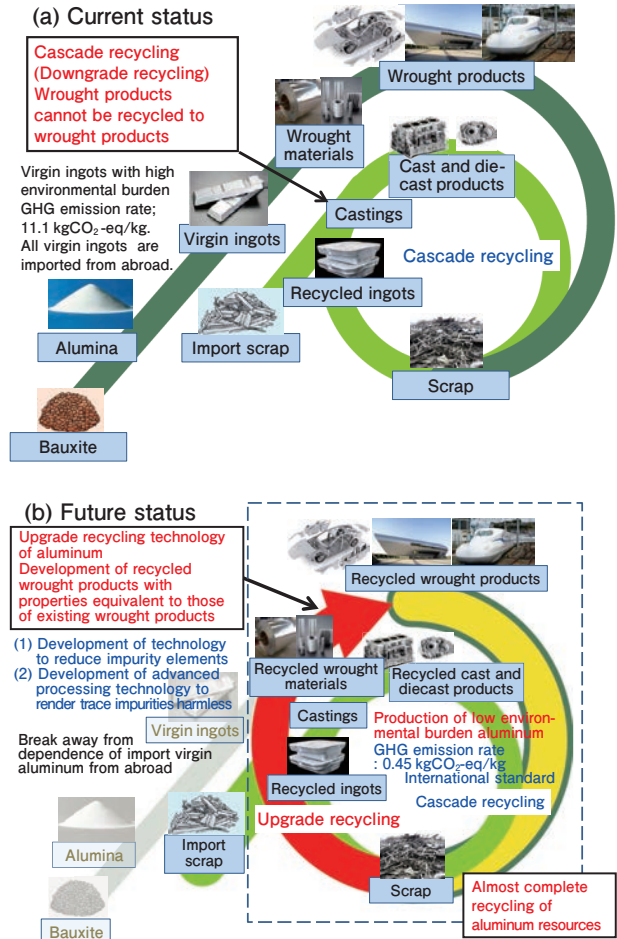 (a) Current status
Cascade recycling
(Downgrade recycling)
Wrought products
cannot be recycled to
wrought products
Wrought products
Wrought
materials
Cast and die-
cast products
Virgin ingots with high
environmental burden
GHG emission rate;
11.1 kgCO₂-eq/kg.
All virgin ingots are
imported from abroad.
Virgin ingots
Castings
Cascade recycling
Recycled ingots
Alumina
Import scrap
Scrap
Bauxite
(b) Future status
Upgrade recycling technology
of aluminum
Development of recycled
wrought products with
properties equivalent to those
of existing wrought products
Recycled wrought products
(1) Development of technology
to reduce impurity elements
(2) Development of advanced
processing technology to
render trace impurities harmless
Recycled wrought
materials
Recycled cast and
diecast products
Virgin ingots
Castings
Production of low environ-
mental burden aluminum
GHG emission rate
: 0.45 kgCO₂-eq/kg
International standard
Break away from
dependence of import virgin
aluminum from abroad
Recycled ingots
Cascade recycling
Upgrade recycling
Alumina
Import
scrap
Scrap
Almost complete
recycling of
aluminum resources
Bauxite